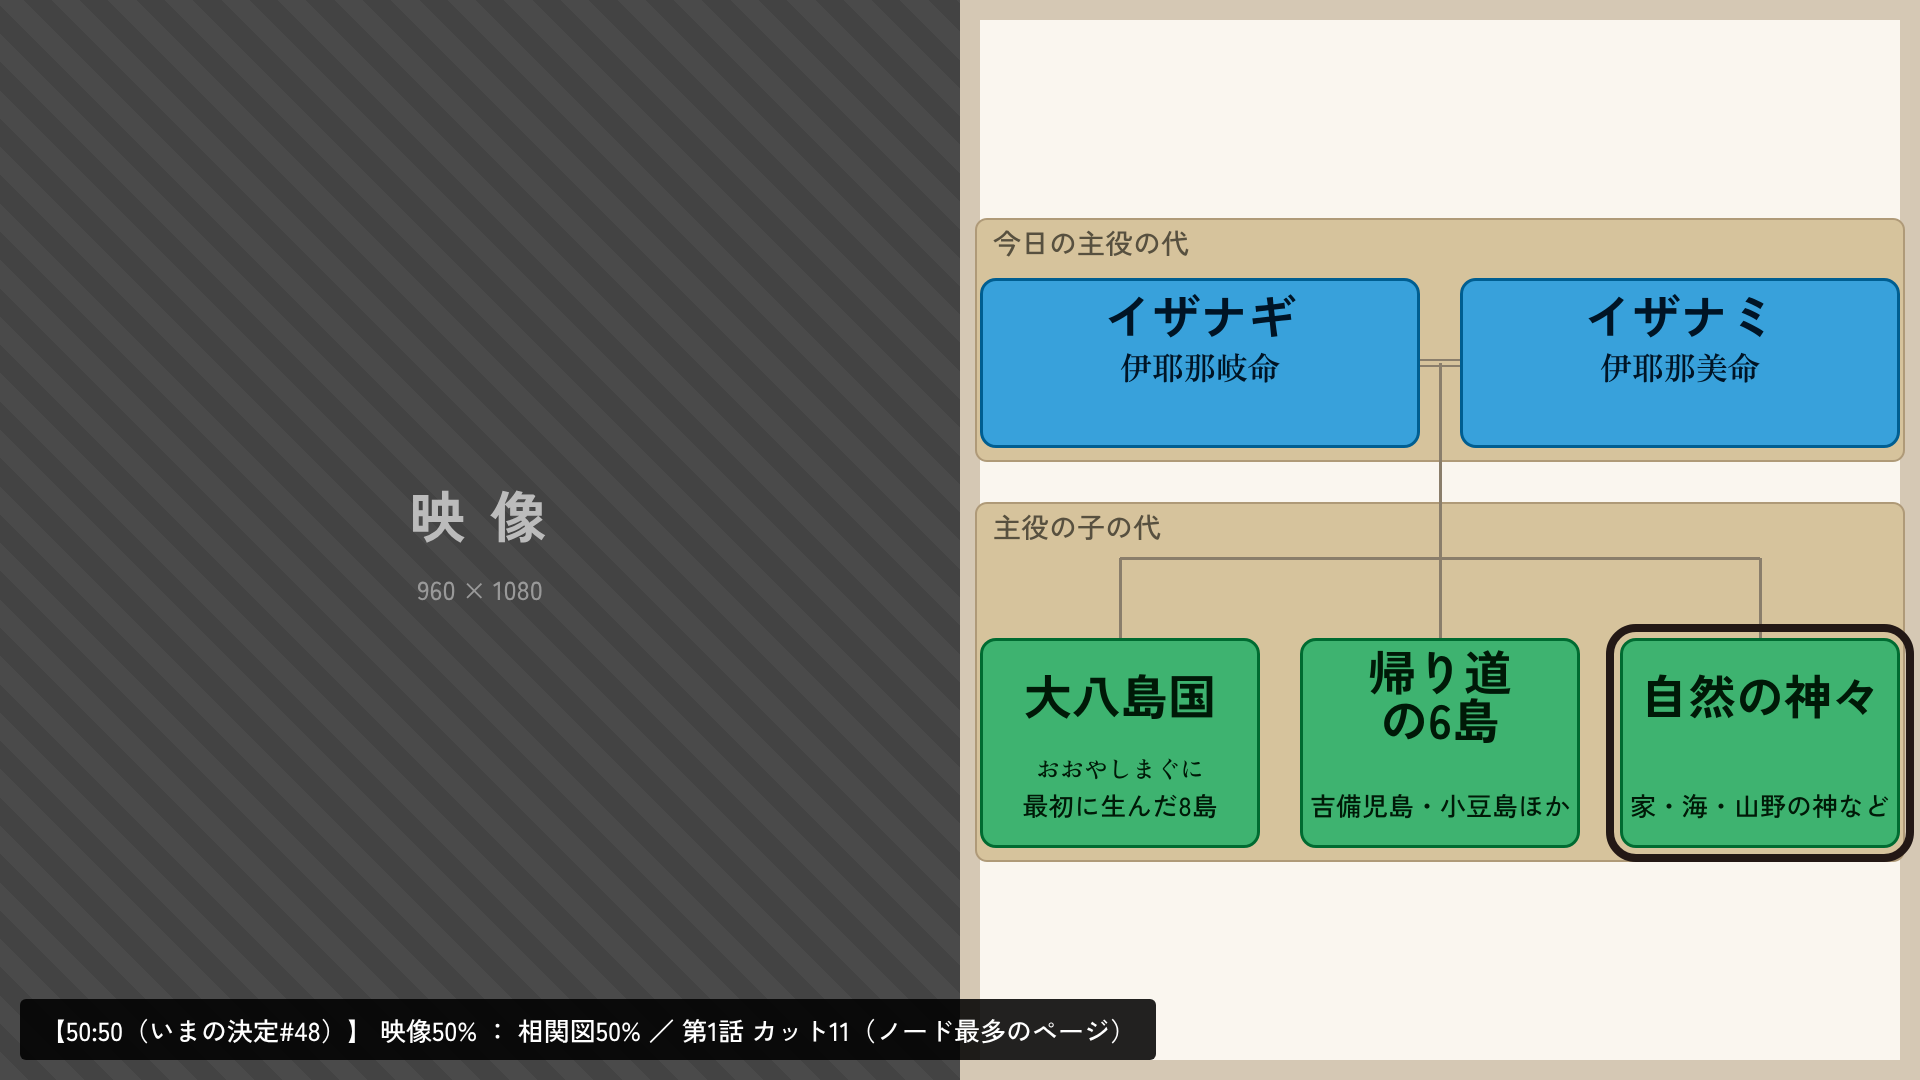 映 像
960 × 1080
今日の主役の代
イザナギ
伊耶那岐命
イザナミ
伊耶那美命
主役の子の代
大八島国
おおやしまぐに
最初に生んだ8島
帰り道
の6島
吉備児島・小豆島ほか
自然の神々
家・海・山野の神など
【50:50（いまの決定#48）】 映像50% ： 相関図50% ／ 第1話 カット11（ノード最多のページ）